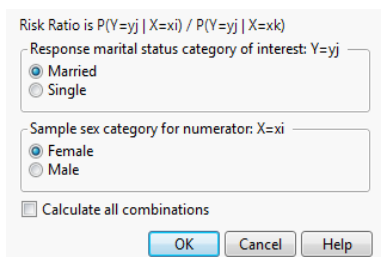 Risk Ratio is P(Y=yj | X=xi) / P(Y=yj | X=xk)
Response marital status category of interest: Y=yj
Married
Single
Sample sex category for numerator: X=xi
Female
Male
Calculate all combinations
OK Cancel Help